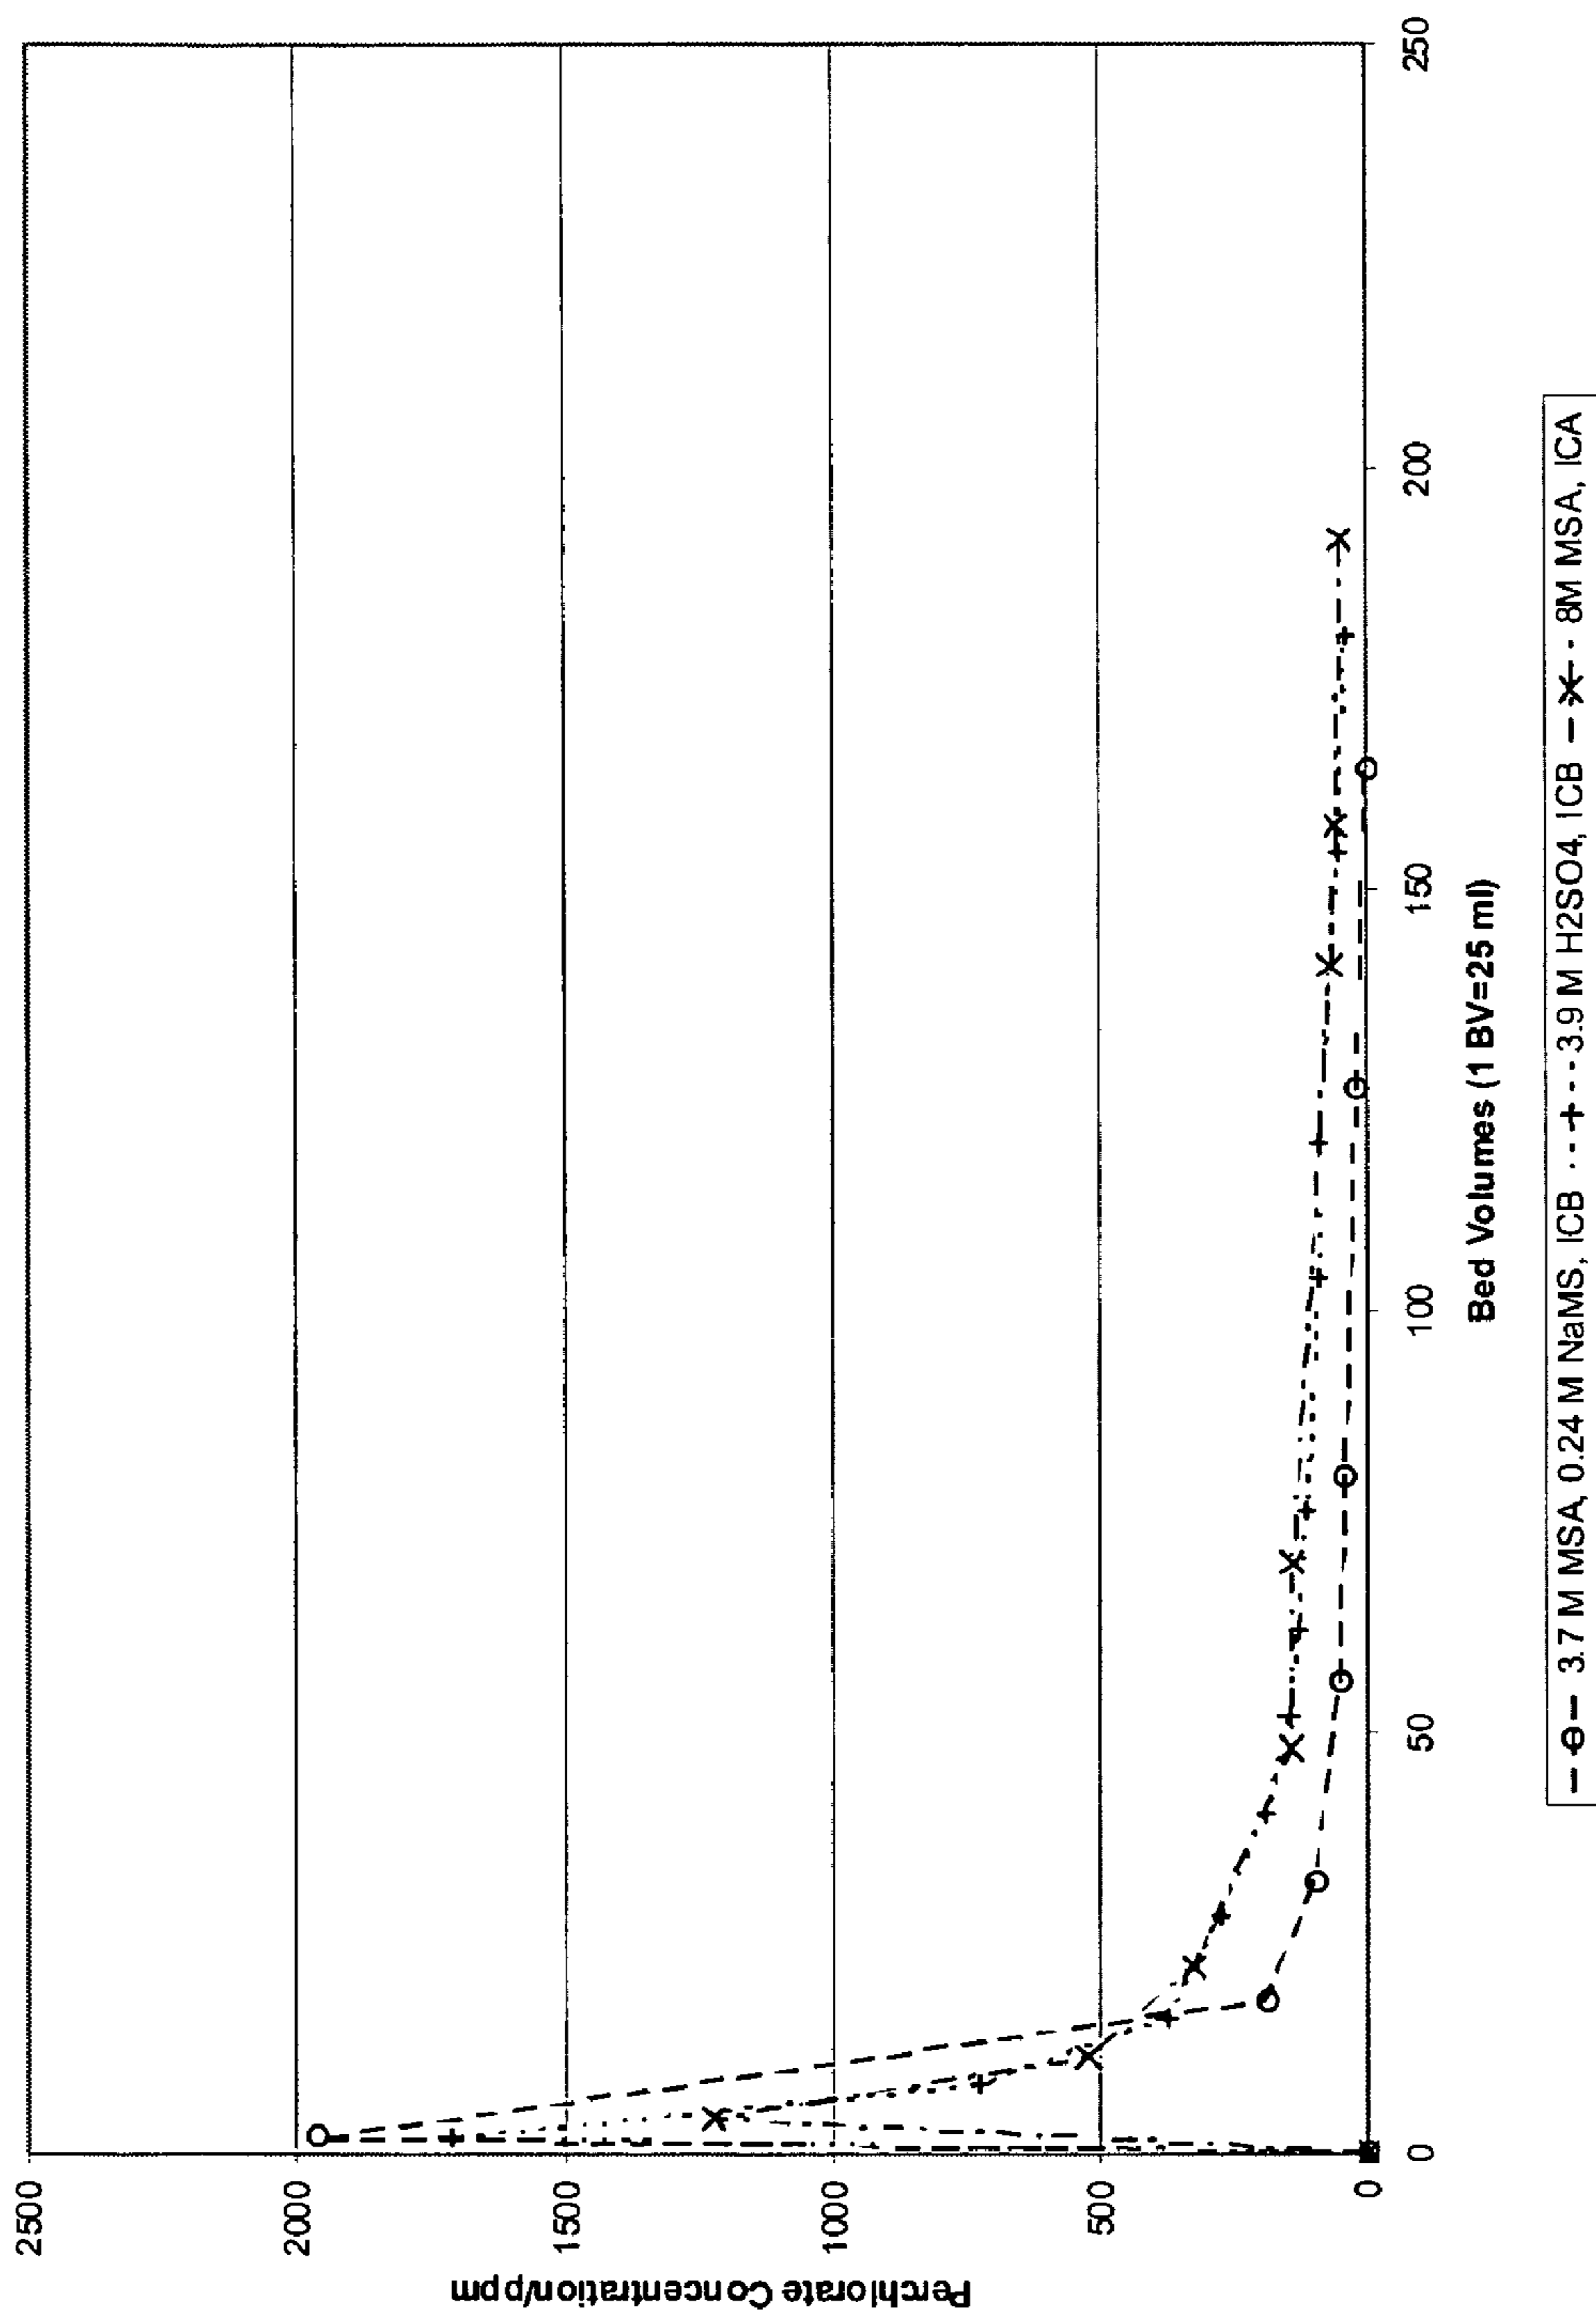 2500
2000
1500
1000
500
0
Perchlorate Concentration/ppm
0
50
100
150
200
250
Bed Volumes (1 BV=25 ml)
3.7 M MSA, 0.24 M NaMS, ICB
3.9 M H2SO4, ICB
8M MSA, ICA